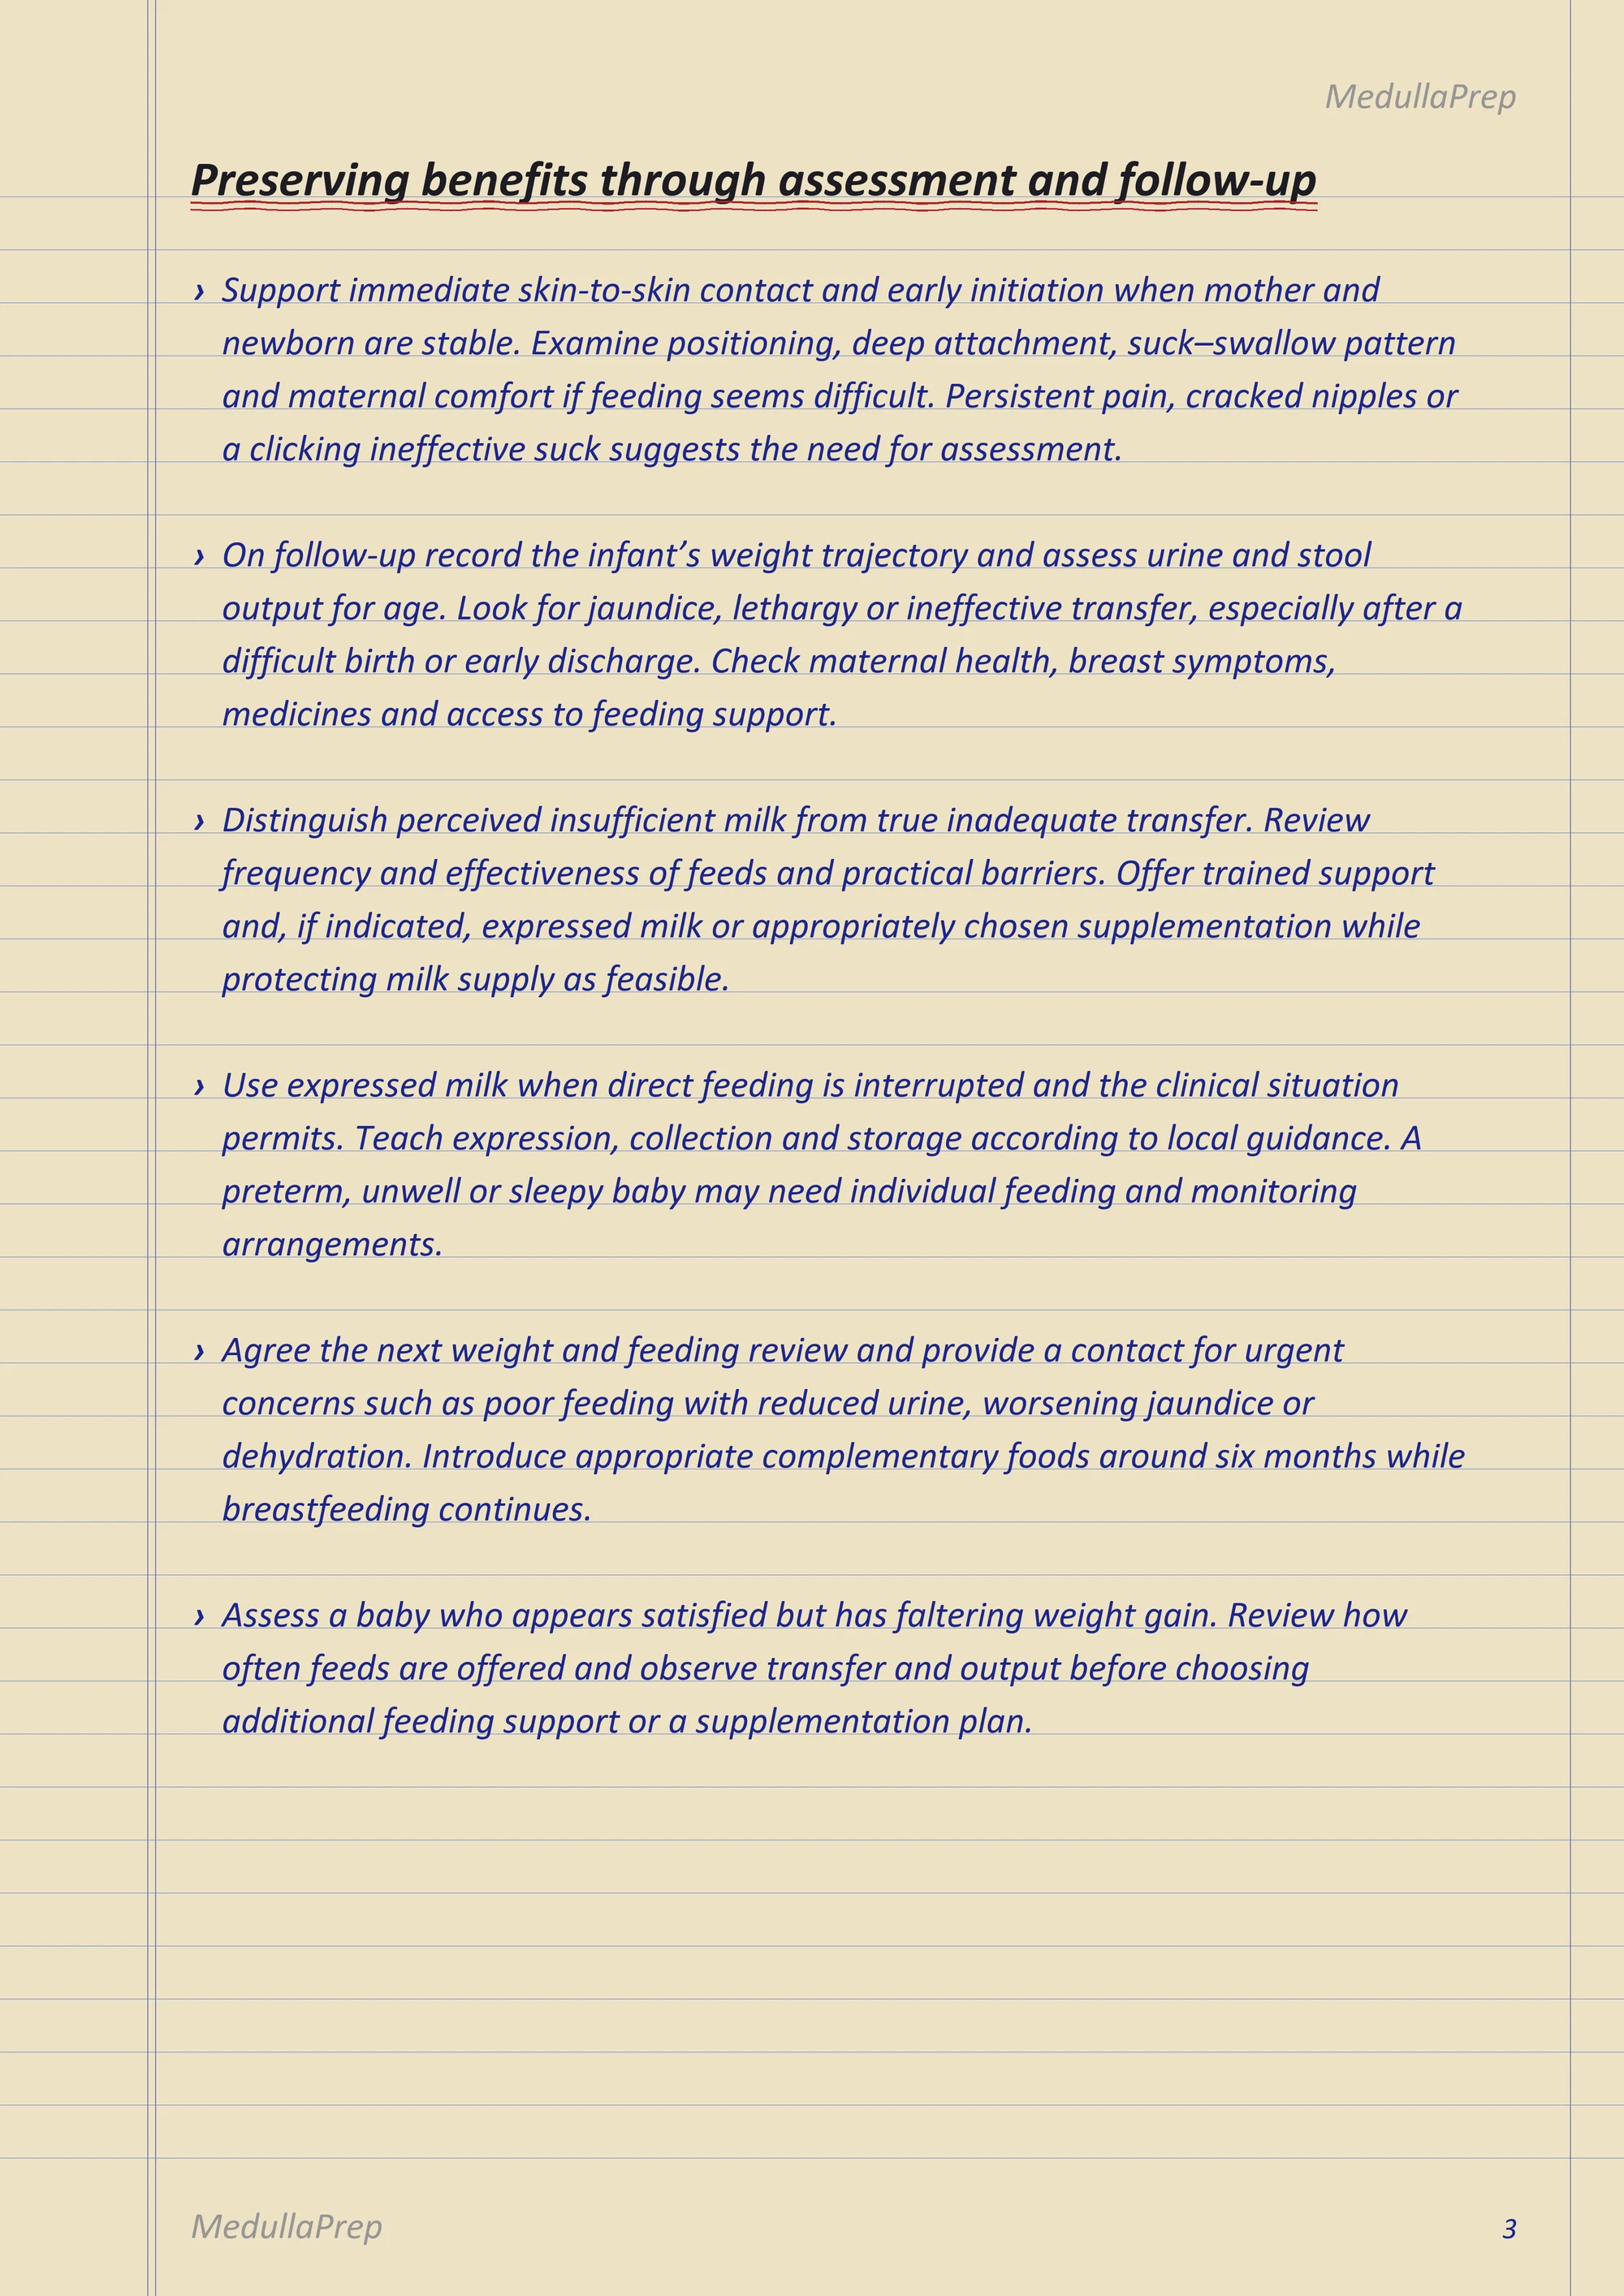 MedullaPrep
Preserving benefits through assessment and follow-up
› Support immediate skin-to-skin contact and early initiation when mother and
newborn are stable. Examine positioning, deep attachment, suck–swallow pattern
and maternal comfort if feeding seems difficult. Persistent pain, cracked nipples or
a clicking ineffective suck suggests the need for assessment.
› On follow-up record the infant’s weight trajectory and assess urine and stool
output for age. Look for jaundice, lethargy or ineffective transfer, especially after a
difficult birth or early discharge. Check maternal health, breast symptoms,
medicines and access to feeding support.
› Distinguish perceived insufficient milk from true inadequate transfer. Review
frequency and effectiveness of feeds and practical barriers. Offer trained support
and, if indicated, expressed milk or appropriately chosen supplementation while
protecting milk supply as feasible.
› Use expressed milk when direct feeding is interrupted and the clinical situation
permits. Teach expression, collection and storage according to local guidance. A
preterm, unwell or sleepy baby may need individual feeding and monitoring
arrangements.
› Agree the next weight and feeding review and provide a contact for urgent
concerns such as poor feeding with reduced urine, worsening jaundice or
dehydration. Introduce appropriate complementary foods around six months while
breastfeeding continues.
› Assess a baby who appears satisfied but has faltering weight gain. Review how
often feeds are offered and observe transfer and output before choosing
additional feeding support or a supplementation plan.
MedullaPrep
3